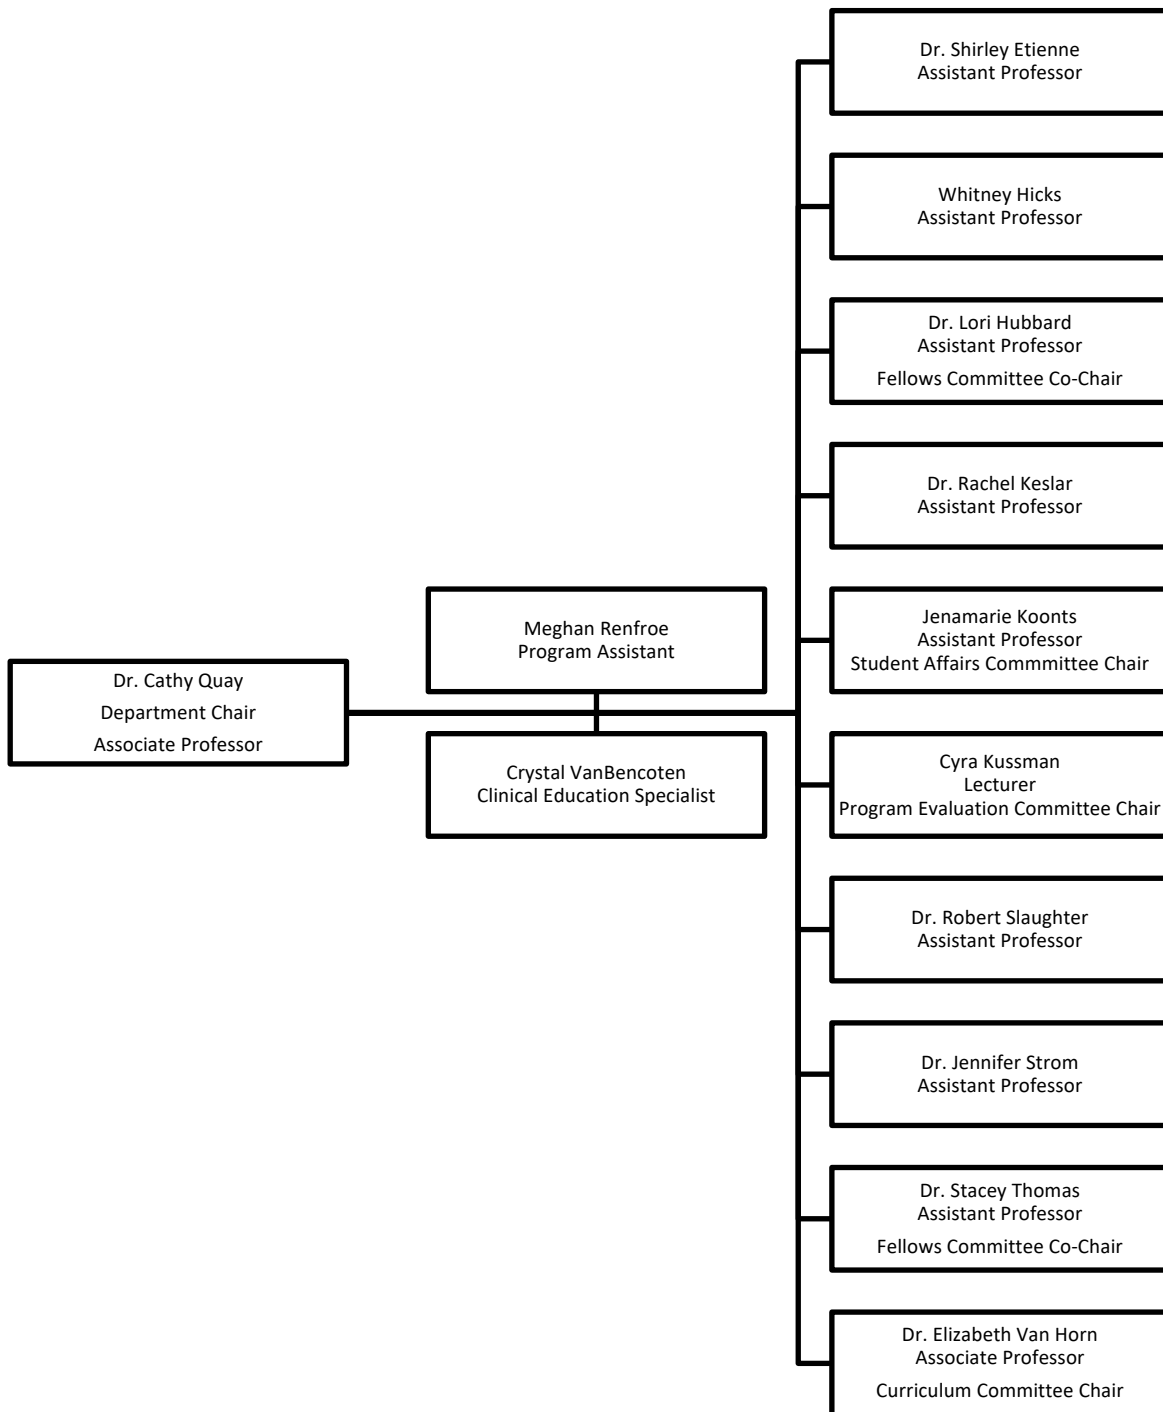 Dr. Shirley Etienne
Assistant Professor
Whitney Hicks
Assistant Professor
Dr. Lori Hubbard
Assistant Professor
Fellows Committee Co-Chair
Dr. Rachel Keslar
Assistant Professor
Jenamarie Koonts
Assistant Professor
Student Affairs Commmittee Chair
Meghan Renfroe
Program Assistant
Dr. Cathy Quay
Department Chair
Associate Professor
Crystal VanBencoten
Clinical Education Specialist
Cyra Kussman
Lecturer
Program Evaluation Committee Chair
Dr. Robert Slaughter
Assistant Professor
Dr. Jennifer Strom
Assistant Professor
Dr. Stacey Thomas
Assistant Professor
Fellows Committee Co-Chair
Dr. Elizabeth Van Horn
Associate Professor
Curriculum Committee Chair